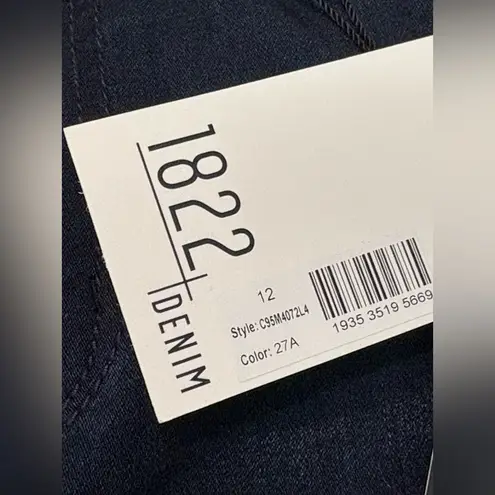 1822
DENIM
12
Style: C95M4072L4
Color: 27A
1935 3519 5669